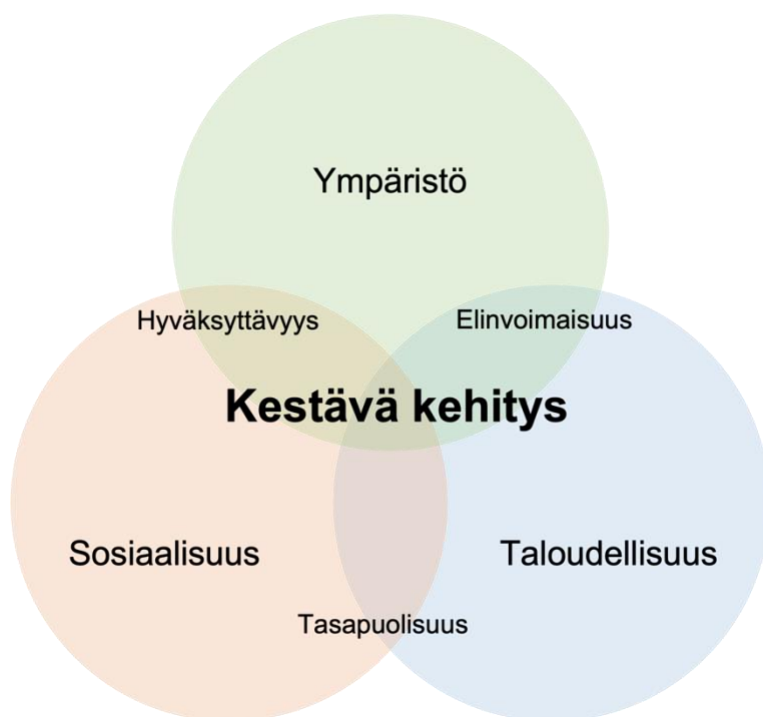 Ympäristö
Hyväksyttävyys
Elinvoimaisuus
Kestävä kehitys
Sosiaalisuus
Taloudellisuus
Tasapuolisuus